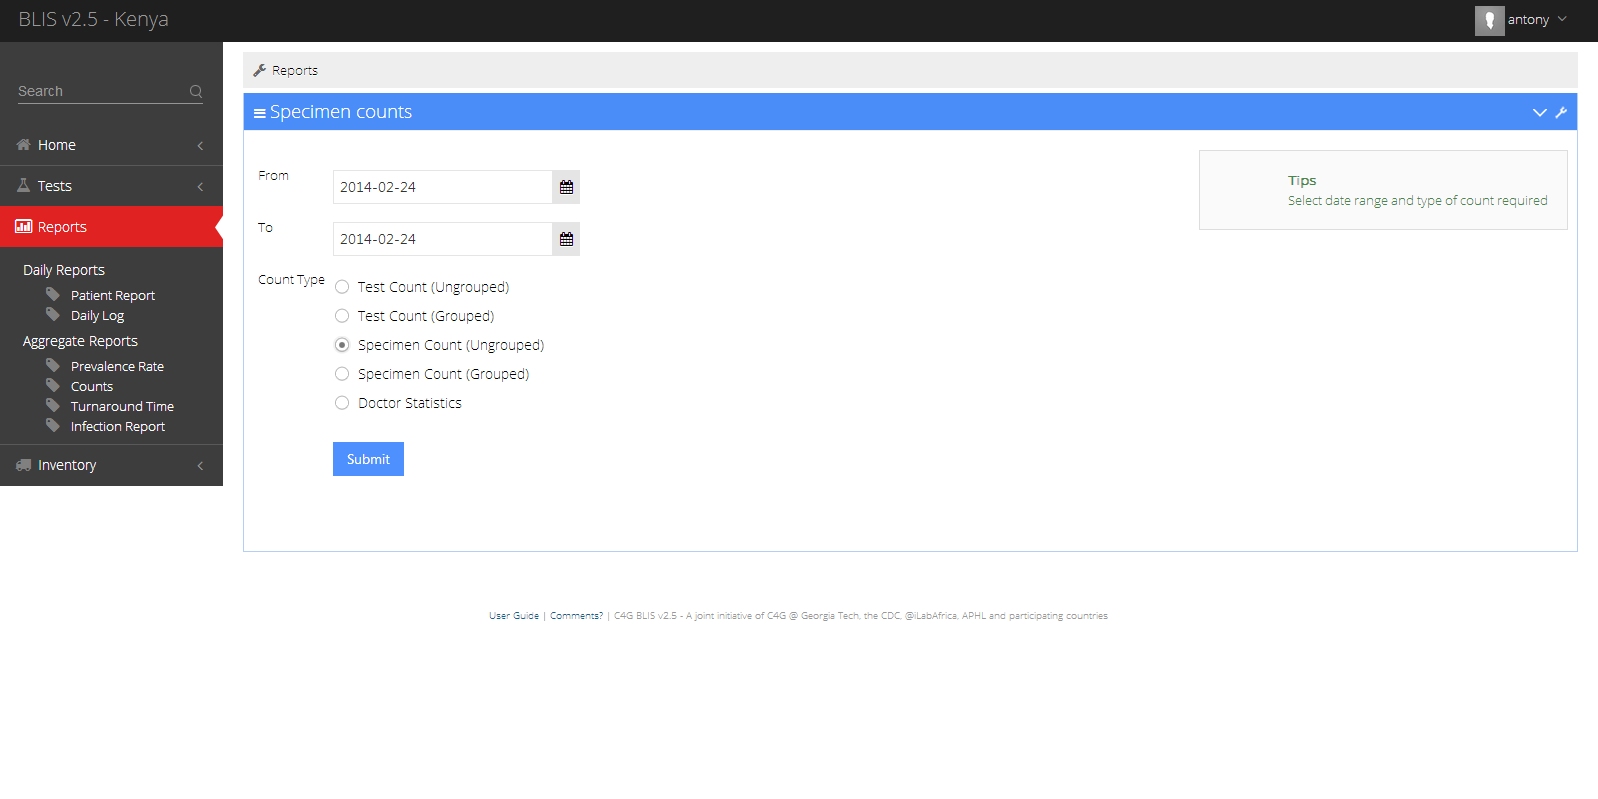 BLIS v2.5 - Kenya
antony
Search
Home
Tests
Reports
Daily Reports
Patient Report
Daily Log
Aggregate Reports
Prevalence Rate
Counts
Turnaround Time
Infection Report
Inventory
Reports
Specimen counts
From
2014-02-24
To
2014-02-24
Count Type
Test Count (Ungrouped)
Test Count (Grouped)
Specimen Count (Ungrouped)
Specimen Count (Grouped)
Doctor Statistics
Submit
Tips
Select date range and type of count required
User Guide | Comments? | C4G BLIS v2.5 - A joint initiative of C4G @ Georgia Tech, the CDC, @iLabAfrica, APHL and participating countries